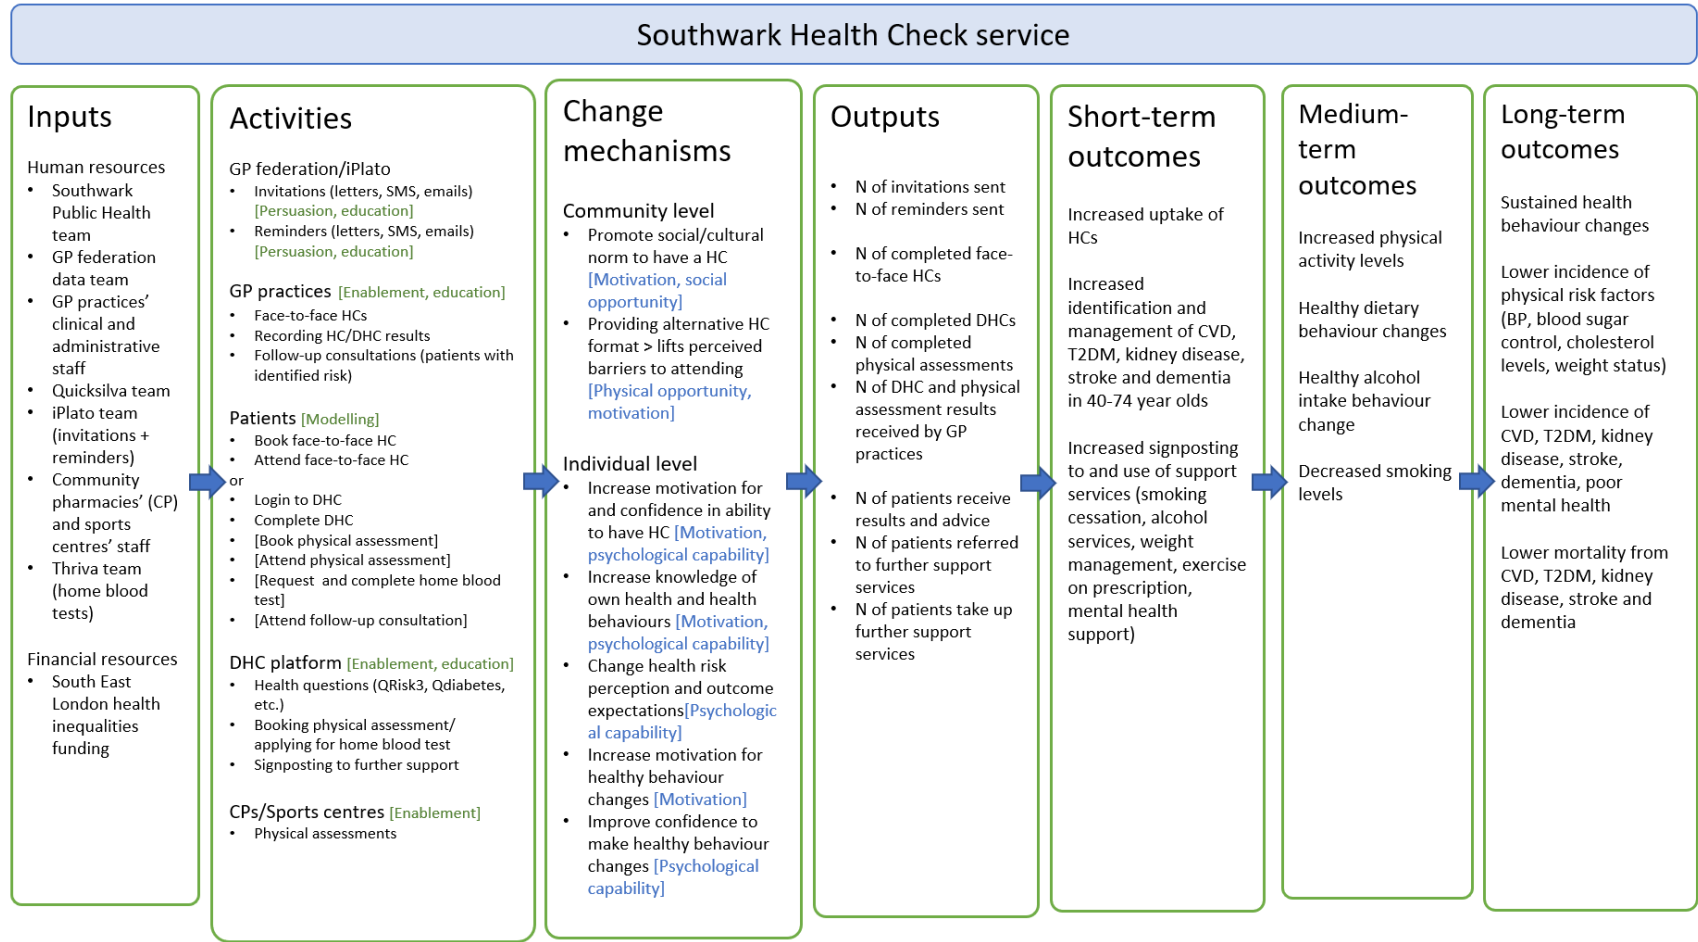 Southwark Health Check service
Inputs
Human resources
• Southwark
Public Health
team
• GP federation
data team
• GP practices’
clinical and
administrative
staff
• Quicksilva team
• iPlato team
(invitations +
reminders)
• Community
pharmacies’ (CP)
and sports
centres’ staff
• Thriva team
(home blood
tests)
Financial resources
• South East
London health
inequalities
funding
Activities
GP federation/iPlato
• Invitations (letters, SMS, emails)
[Persuasion, education]
• Reminders (letters, SMS, emails)
[Persuasion, education]
GP practices [Enablement, education]
• Face-to-face HCs
• Recording HC/DHC results
• Follow-up consultations (patients with
identified risk)
Patients [Modelling]
• Book face-to-face HC
• Attend face-to-face HC
or
• Login to DHC
• Complete DHC
• [Book physical assessment]
• [Attend physical assessment]
• [Request and complete home blood
test]
• [Attend follow-up consultation]
DHC platform [Enablement, education]
• Health questions (QRisk3, Qdiabetes,
etc.)
• Booking physical assessment/
applying for home blood test
• Signposting to further support
CPs/Sports centres [Enablement]
• Physical assessments
Change
mechanisms
Community level
• Promote social/cultural
norm to have a HC
[Motivation, social
opportunity]
• Providing alternative HC
format > lifts perceived
barriers to attending
[Physical opportunity,
motivation]
Individual level
• Increase motivation for
and confidence in ability
to have HC [Motivation,
psychological capability]
• Increase knowledge of
own health and health
behaviours [Motivation,
psychological capability]
• Change health risk
perception and outcome
expectations[Psychologic
al capability]
• Increase motivation for
healthy behaviour
changes [Motivation]
• Improve confidence to
make healthy behaviour
changes [Psychological
capability]
Outputs
• N of invitations sent
• N of reminders sent
• N of completed face-
to-face HCs
• N of completed DHCs
• N of completed
physical assessments
• N of DHC and physical
assessment results
received by GP
practices
• N of patients receive
results and advice
• N of patients referred
to further support
services
• N of patients take up
further support
services
Short-term
outcomes
Increased uptake of
HCs
Increased
identification and
management of CVD,
T2DM, kidney disease,
stroke and dementia
in 40-74 year olds
Increased signposting
to and use of support
services (smoking
cessation, alcohol
services, weight
management, exercise
on prescription,
mental health
support)
Medium-
term
outcomes
Increased physical
activity levels
Healthy dietary
behaviour changes
Healthy alcohol
intake behaviour
change
Decreased smoking
levels
Long-term
outcomes
Sustained health
behaviour changes
Lower incidence of
physical risk factors
(BP, blood sugar
control, cholesterol
levels, weight status)
Lower incidence of
CVD, T2DM, kidney
disease, stroke,
dementia, poor
mental health
Lower mortality from
CVD, T2DM, kidney
disease, stroke and
dementia